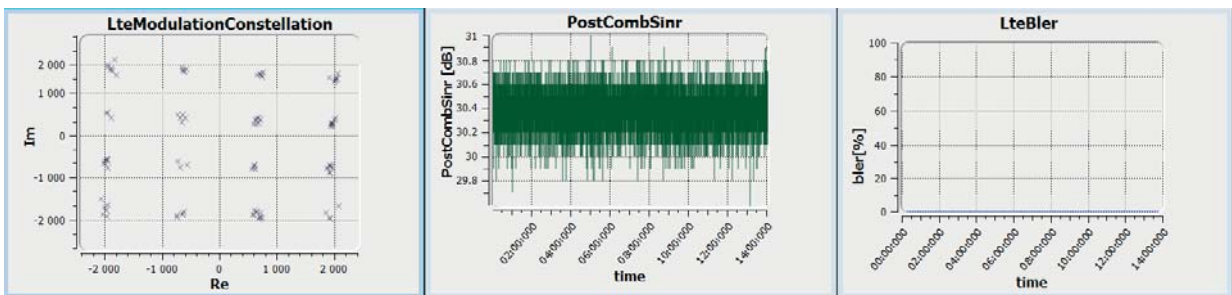 LteModulationConstellation
Im
2 000
1 000
0
-1 000
-2 000
-2 000 -1 000 0 1 000 2 000
Re
PostCombSinr
PostCombSinr [dB]
31
30.8
30.6
30.4
30.2
30
29.8
02:00:000 04:00:000 06:00:000 08:00:000 10:00:000 12:00:000 14:00:000
time
LteBler
bler[%]
100
80
60
40
20
0
00:00:000 02:00:000 04:00:000 06:00:000 08:00:000 10:00:000 12:00:000 14:00:000
time